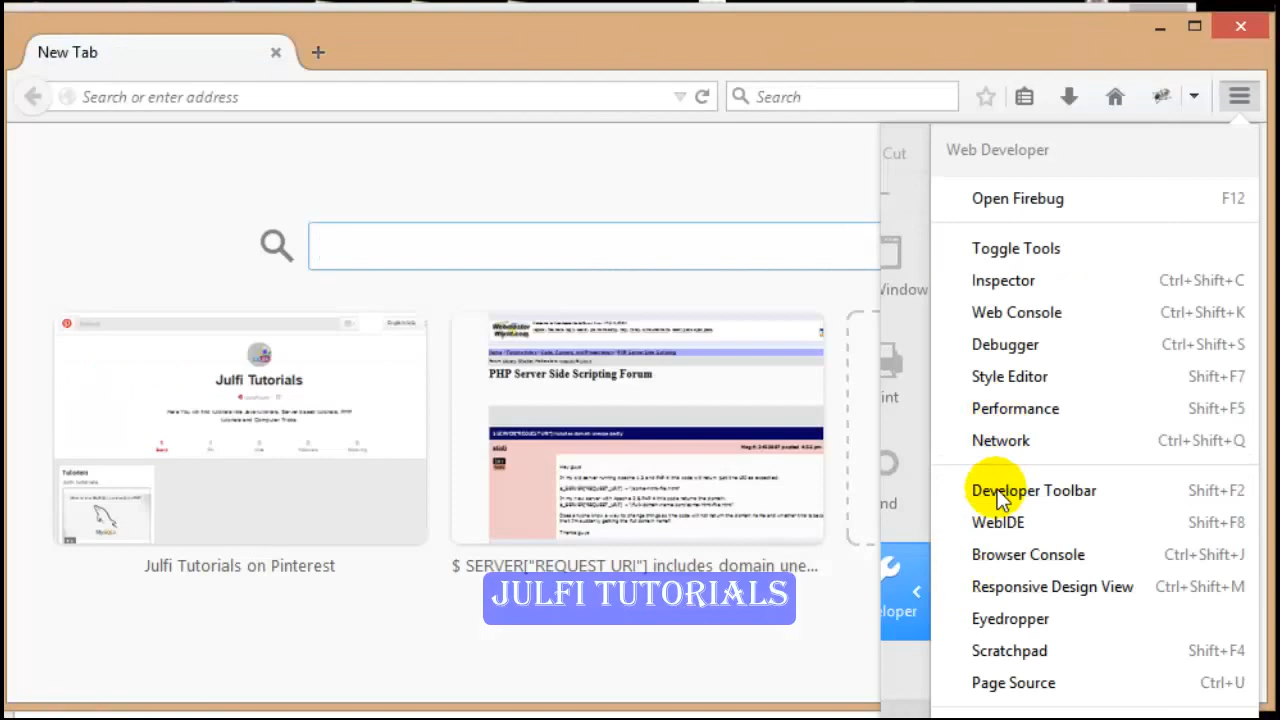 New Tab
Search or enter address
Search
Cut
Web Developer
Open Firebug F12
Toggle Tools
Inspector Ctrl+Shift+C
Window
Web Console Ctrl+Shift+K
Debugger Ctrl+Shift+S
Style Editor Shift+F7
int
Performance Shift+F5
Network Ctrl+Shift+Q
Developer Toolbar Shift+F2
nd
WebIDE Shift+F8
Browser Console Ctrl+Shift+J
Responsive Design View Ctrl+Shift+M
eloper
Eyedropper
Scratchpad Shift+F4
Page Source Ctrl+U
Julfi Tutorials
PHP Server Side Scripting Forum
Tutorials
Julfi Tutorials on Pinterest
$ SERVER["REQUEST URI"] includes domain une...
JULFI TUTORIALS